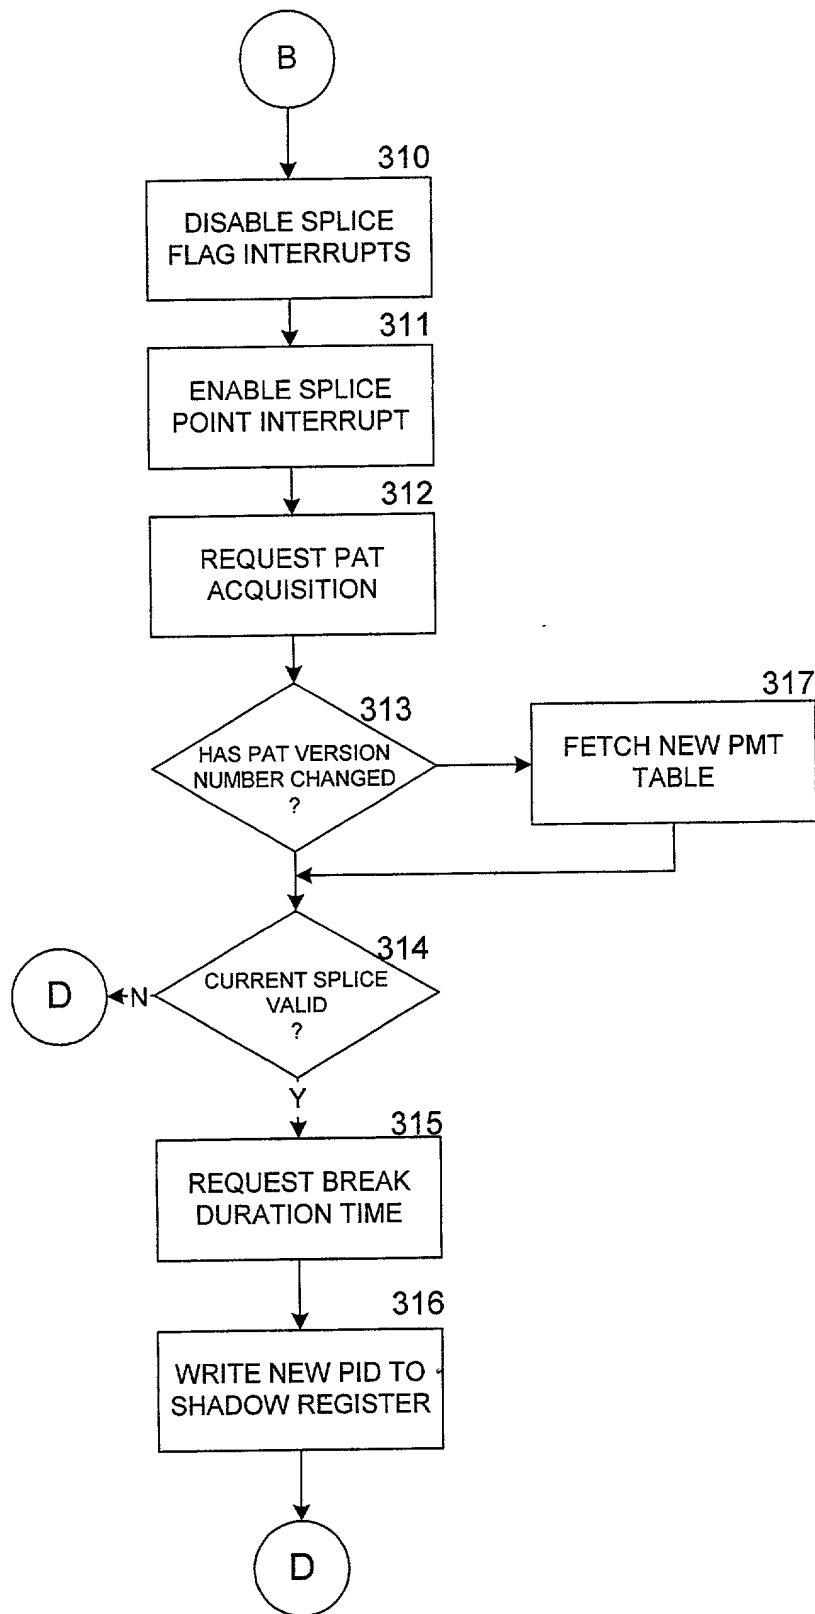 B
310
DISABLE SPLICE
FLAG INTERRUPTS
311
ENABLE SPLICE
POINT INTERRUPT
312
REQUEST PAT
ACQUISITION
313
HAS PAT VERSION
NUMBER CHANGED
?
317
FETCH NEW PMT
TABLE
314
CURRENT SPLICE
VALID
?
D
N
Y
315
REQUEST BREAK
DURATION TIME
316
WRITE NEW PID TO
SHADOW REGISTER
D